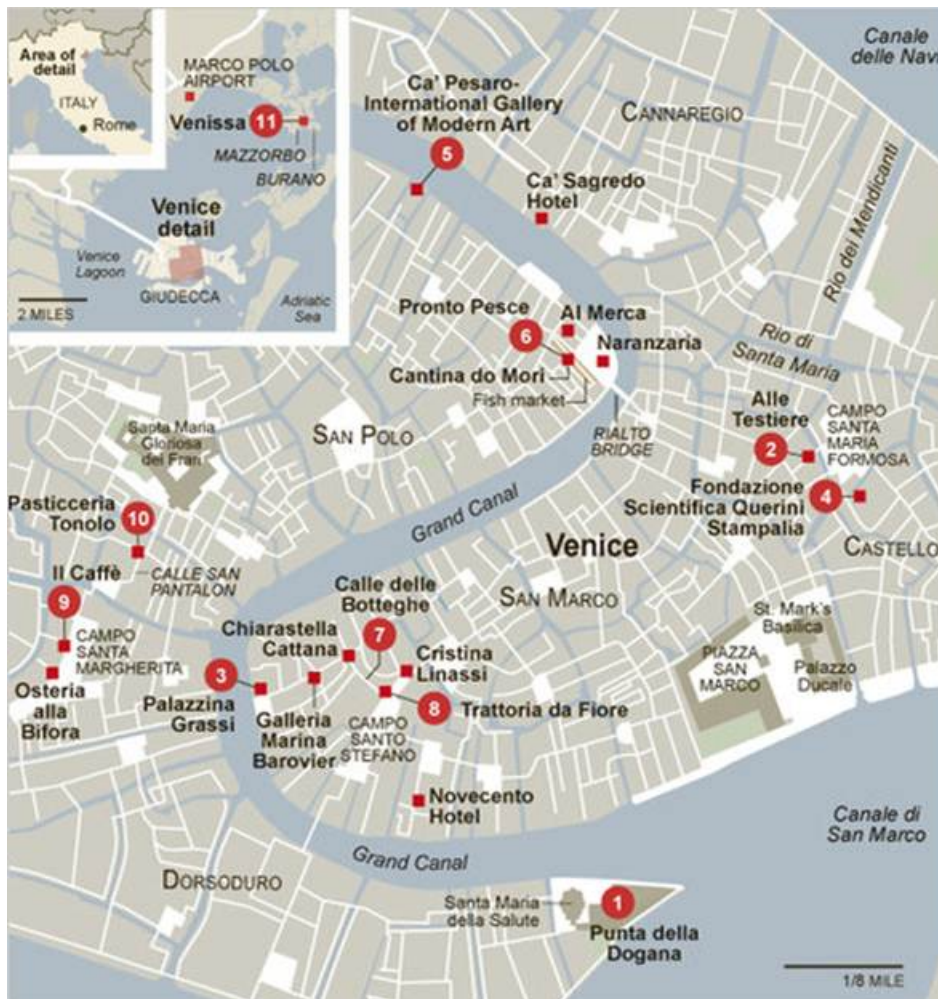 Area of
detail
ITALY
Rome
MARCO POLO
AIRPORT
Venissa 11
MAZZORBO
BURANO
Venice
detail
Venice
Lagoon
GIUDECCA
2 MILES
Adriatic
Sea
Canale
delle Navi
Ca' Pesaro-
International Gallery
of Modern Art
5
CANNAREGIO
Ca' Sagredo
Hotel
Rio dei Mendicanti
Pronto Pesce
6
Al Merca
Naranzaria
Cantina do Mori
Fish market
Rio di
Santa Maria
RIALTO
BRIDGE
Alle
Testiere
2
CAMPO
SANTA
MARIA
FORMOSA
Fondazione
Scientifica Querini
Stampalia
4
CASTELLO
Santa Maria
Gloriosa
dei Frari
SAN POLO
Grand Canal
Pasticceria
Tonolo
10
CALLE SAN
PANTALON
Venice
SAN MARCO
Il Caffè
9
CAMPO
SANTA
MARGHERITA
Osteria
alla
Bifora
Calle delle
Botteghe
7
Chiarastella
Cattana
Cristina
Linassi
3
Palazzina
Grassi
Galleria
Marina
Barovier
8
Trattoria da Fiore
CAMPO
SANTO
STEFANO
St. Mark's
Basilica
PIAZZA
SAN
MARCO
Palazzo
Ducale
Novecento
Hotel
Canale di
San Marco
Grand Canal
DORSODURO
Santa Maria
della Salute
1
Punta della
Dogana
1/8 MILE